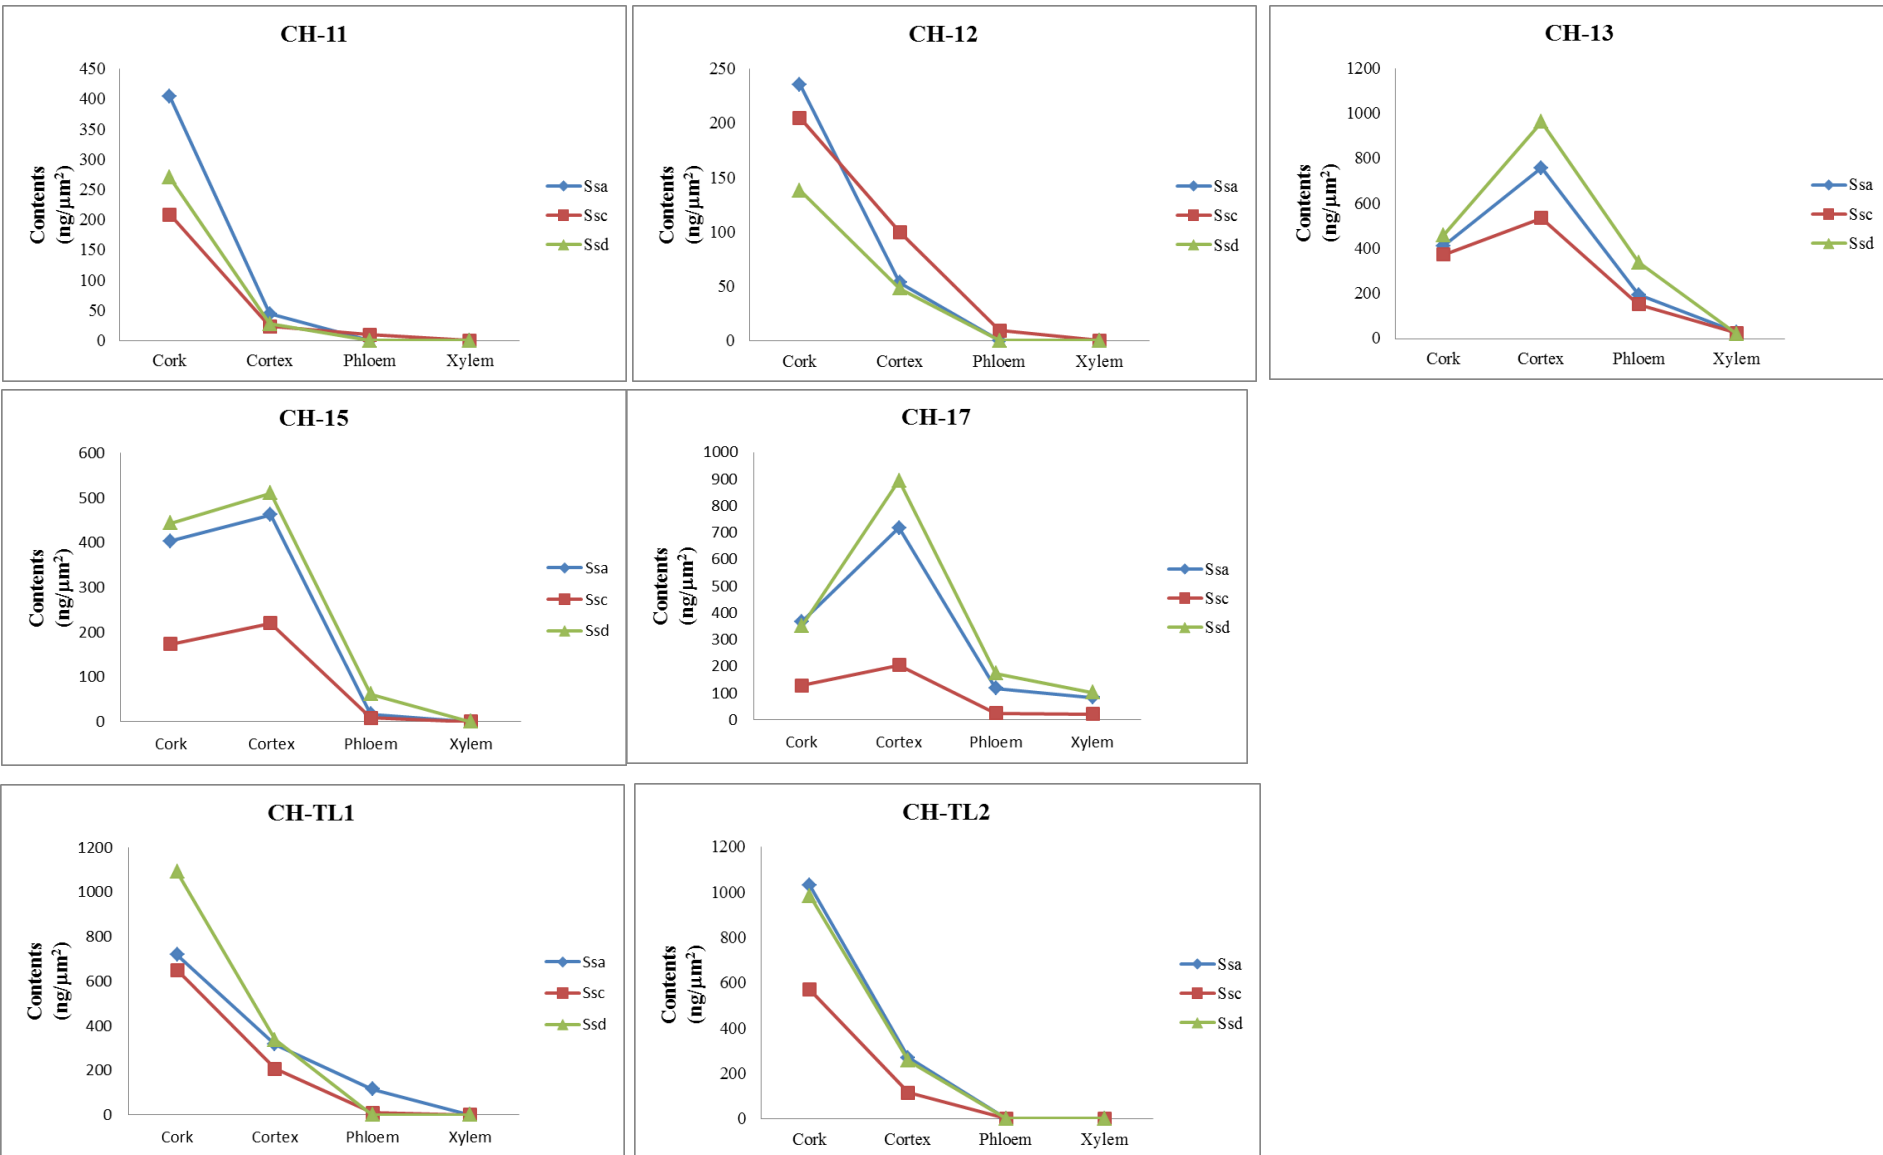 CH-11
450
400
350
300
250
200
150
100
50
0
Contents
(ng/μm²)
Cork Cortex Phloem Xylem
Ssa
Ssc
Ssd
CH-12
250
200
150
100
50
0
Contents
(ng/μm²)
Cork Cortex Phloem Xylem
Ssa
Ssc
Ssd
CH-13
1200
1000
800
600
400
200
0
Contents
(ng/μm²)
Cork Cortex Phloem Xylem
Ssa
Ssc
Ssd
CH-15
600
500
400
300
200
100
0
Contents
(ng/μm²)
Cork Cortex Phloem Xylem
Ssa
Ssc
Ssd
CH-17
1000
900
800
700
600
500
400
300
200
100
0
Contents
(ng/μm²)
Cork Cortex Phloem Xylem
Ssa
Ssc
Ssd
CH-TL1
1200
1000
800
600
400
200
0
Contents
(ng/μm²)
Cork Cortex Phloem Xylem
Ssa
Ssc
Ssd
CH-TL2
1200
1000
800
600
400
200
0
Contents
(ng/μm²)
Cork Cortex Phloem Xylem
Ssa
Ssc
Ssd